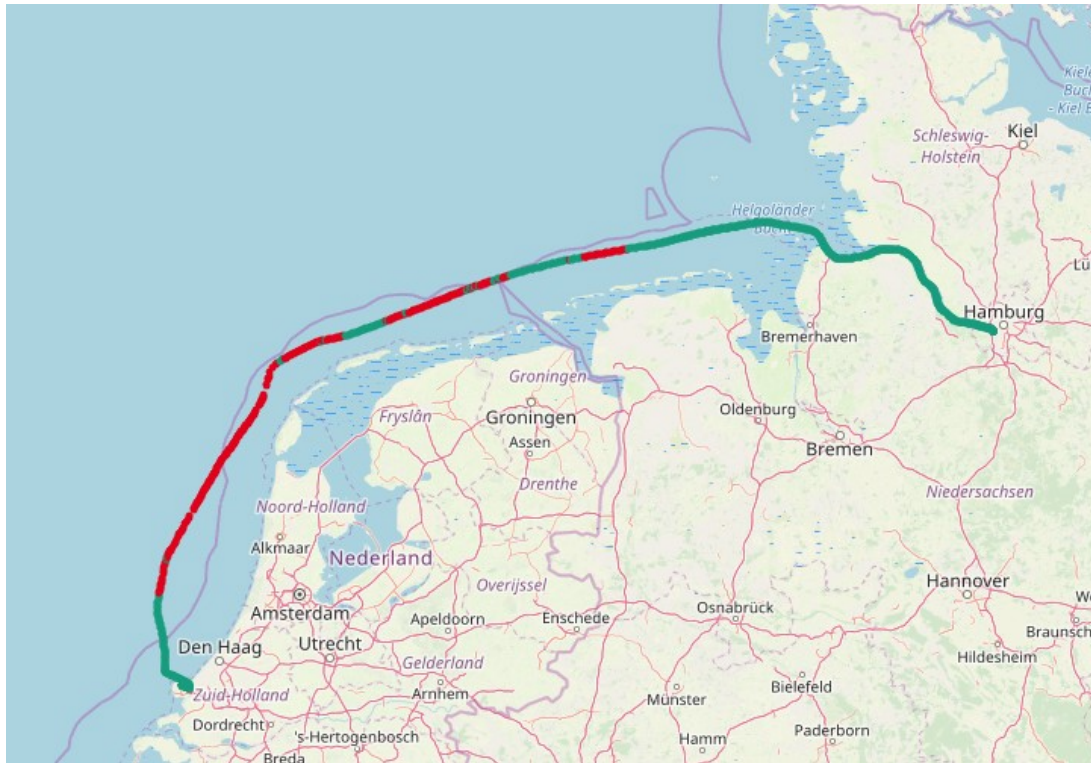 Kiel
Schleswig-
Holstein
Helgoländer
Hamburg
Bremerhaven
Groningen
Groningen
Oldenburg
Bremen
Fryslân
Assen
Drenthe
Niedersachsen
Noord-Holland
Alkmaar
Nederland
Overijssel
Hannover
Amsterdam
Osnabrück
Apeldoorn
Enschede
Utrecht
Den Haag
Hildesheim
Gelderland
Zuid-Holland
Arnhem
Münster
Bielefeld
Dordrecht
's-Hertogenbosch
Hamm
Paderborn
Breda